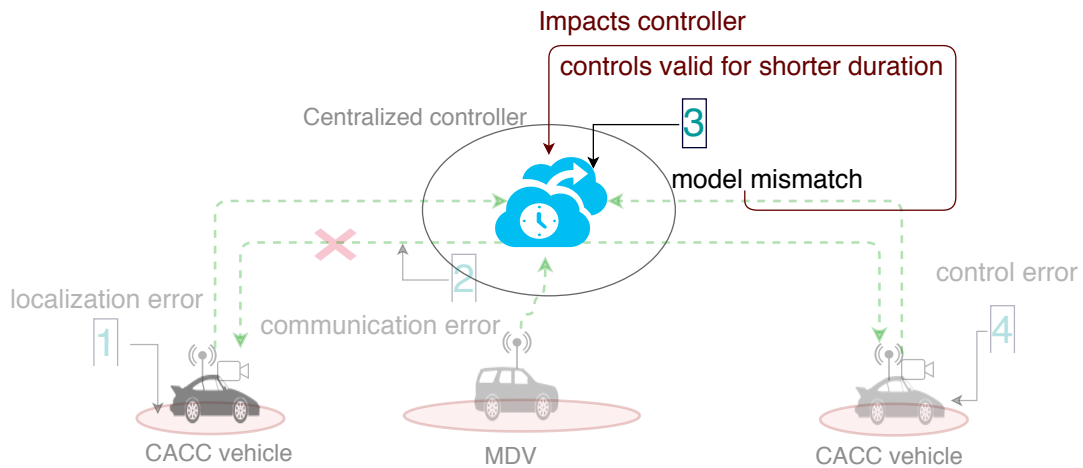 Impacts controller
controls valid for shorter duration
Centralized controller
3
model mismatch
2
localization error
control error
1
communication error
4
CACC vehicle
MDV
CACC vehicle